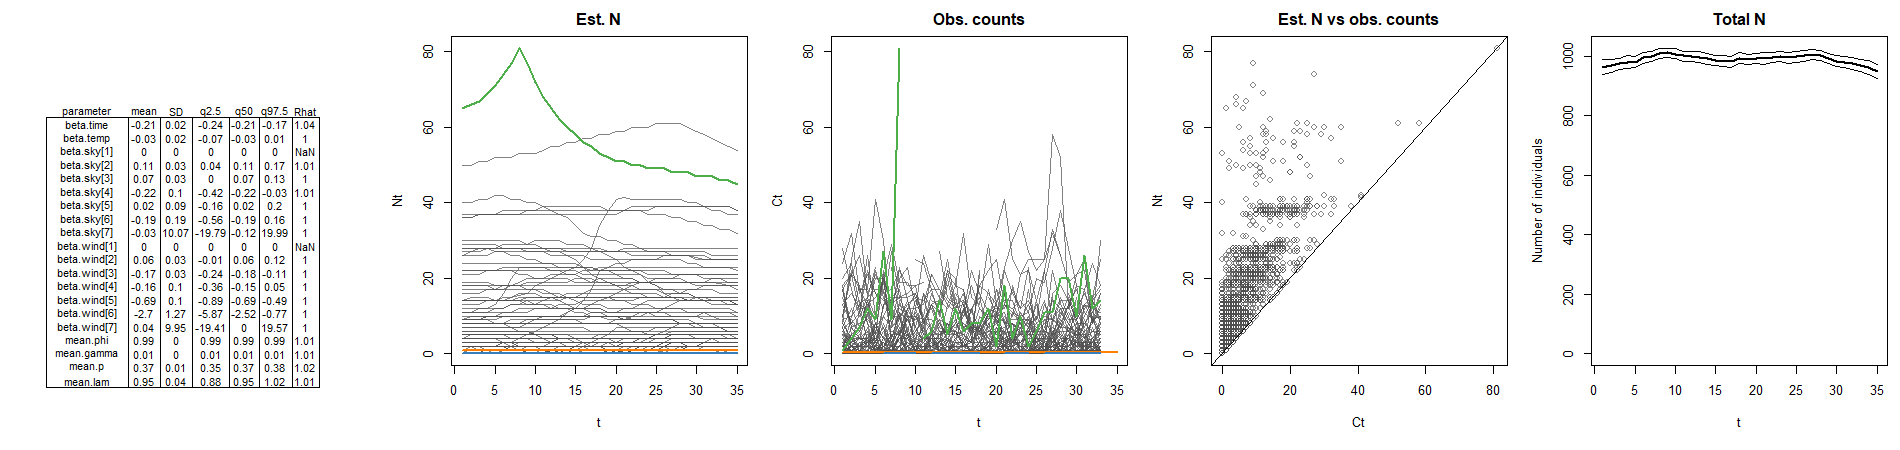 parameter mean SD q2.5 q50 q97.5 Rhat
beta.time -0.21 0.02 -0.24 -0.21 -0.17 1.04
beta.temp -0.03 0.02 -0.07 -0.03 0.01 1
beta.sky[1] 0 0 0 0 0 NaN
beta.sky[2] 0.11 0.03 0.04 0.11 0.17 1.01
beta.sky[3] 0.07 0.03 0 0.07 0.13 1
beta.sky[4] -0.22 0.1 -0.42 -0.22 -0.03 1.01
beta.sky[5] 0.02 0.09 -0.16 0.02 0.2 1
beta.sky[6] -0.19 0.19 -0.56 -0.19 0.16 1
beta.sky[7] -0.03 10.07 -19.79 -0.12 19.99 1
beta.wind[1] 0 0 0 0 0 NaN
beta.wind[2] 0.06 0.03 -0.01 0.06 0.12 1
beta.wind[3] -0.17 0.03 -0.24 -0.18 -0.11 1
beta.wind[4] -0.16 0.1 -0.36 -0.15 0.05 1
beta.wind[5] -0.69 0.1 -0.89 -0.69 -0.49 1
beta.wind[6] -2.7 1.27 -5.87 -2.52 -0.77 1
beta.wind[7] 0.04 9.95 -19.41 0 19.57 1
mean.phi 0.99 0 0.99 0.99 0.99 1.01
mean.gamma 0.01 0 0.01 0.01 0.01 1.01
mean.p 0.37 0.01 0.35 0.37 0.38 1.02
mean.lam 0.95 0.04 0.88 0.95 1.02 1.01
Est. N
Nt
80
60
40
20
0
0 5 10 15 20 25 30 35
t
Obs. counts
Ct
80
60
40
20
0
0 5 10 15 20 25 30 35
t
Est. N vs obs. counts
Nt
80
60
40
20
0
0 20 40 60 80
Ct
Total N
Number of individuals
1000
800
600
400
200
0
0 5 10 15 20 25 30 35
t